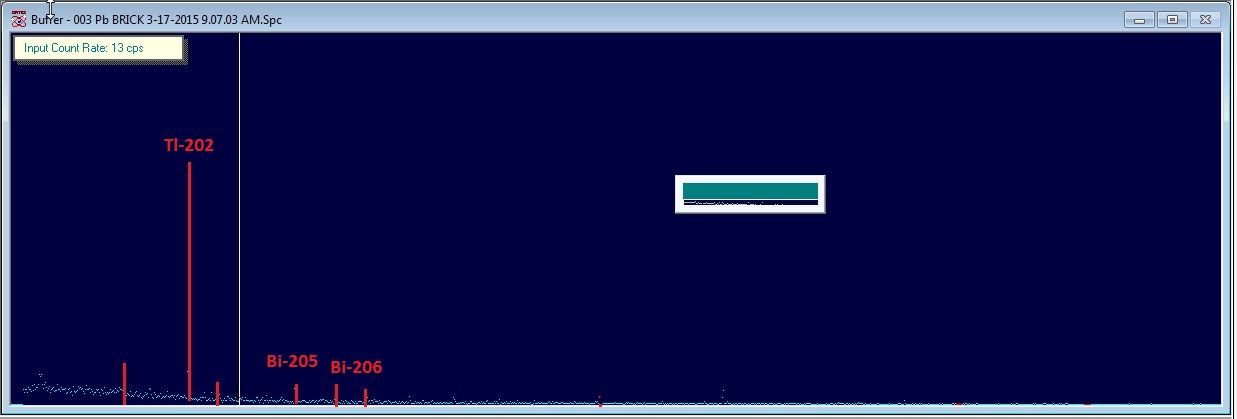 Buffer - 003 Pb BRICK 3-17-2015 9.07.03 AM.Spc
Input Count Rate: 13 cps
Tl-202
Bi-205
Bi-206